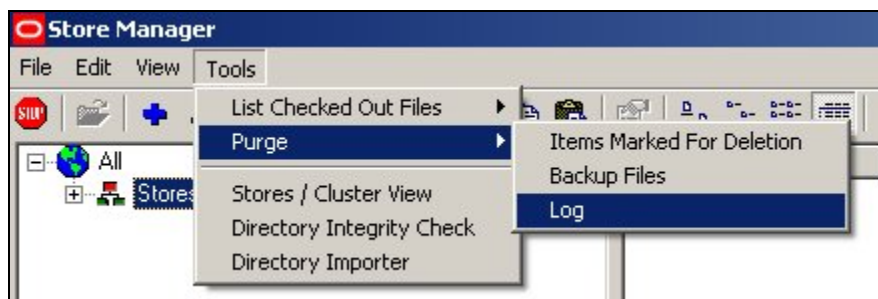 Store Manager
File Edit View Tools
STOP
List Checked Out Files
Purge
Items Marked For Deletion
Backup Files
Log
All
Stores
Stores / Cluster View
Directory Integrity Check
Directory Importer